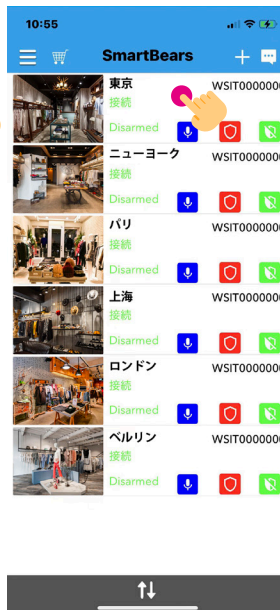 10:55
SmartBears
東京 WSIT0000000
接続
Disarmed
ニューヨーク WSIT0000000
接続
Disarmed
パリ WSIT0000000
接続
Disarmed
上海 WSIT0000000
接続
Disarmed
ロンドン WSIT0000000
接続
Disarmed
ベルリン WSIT0000000
接続
Disarmed